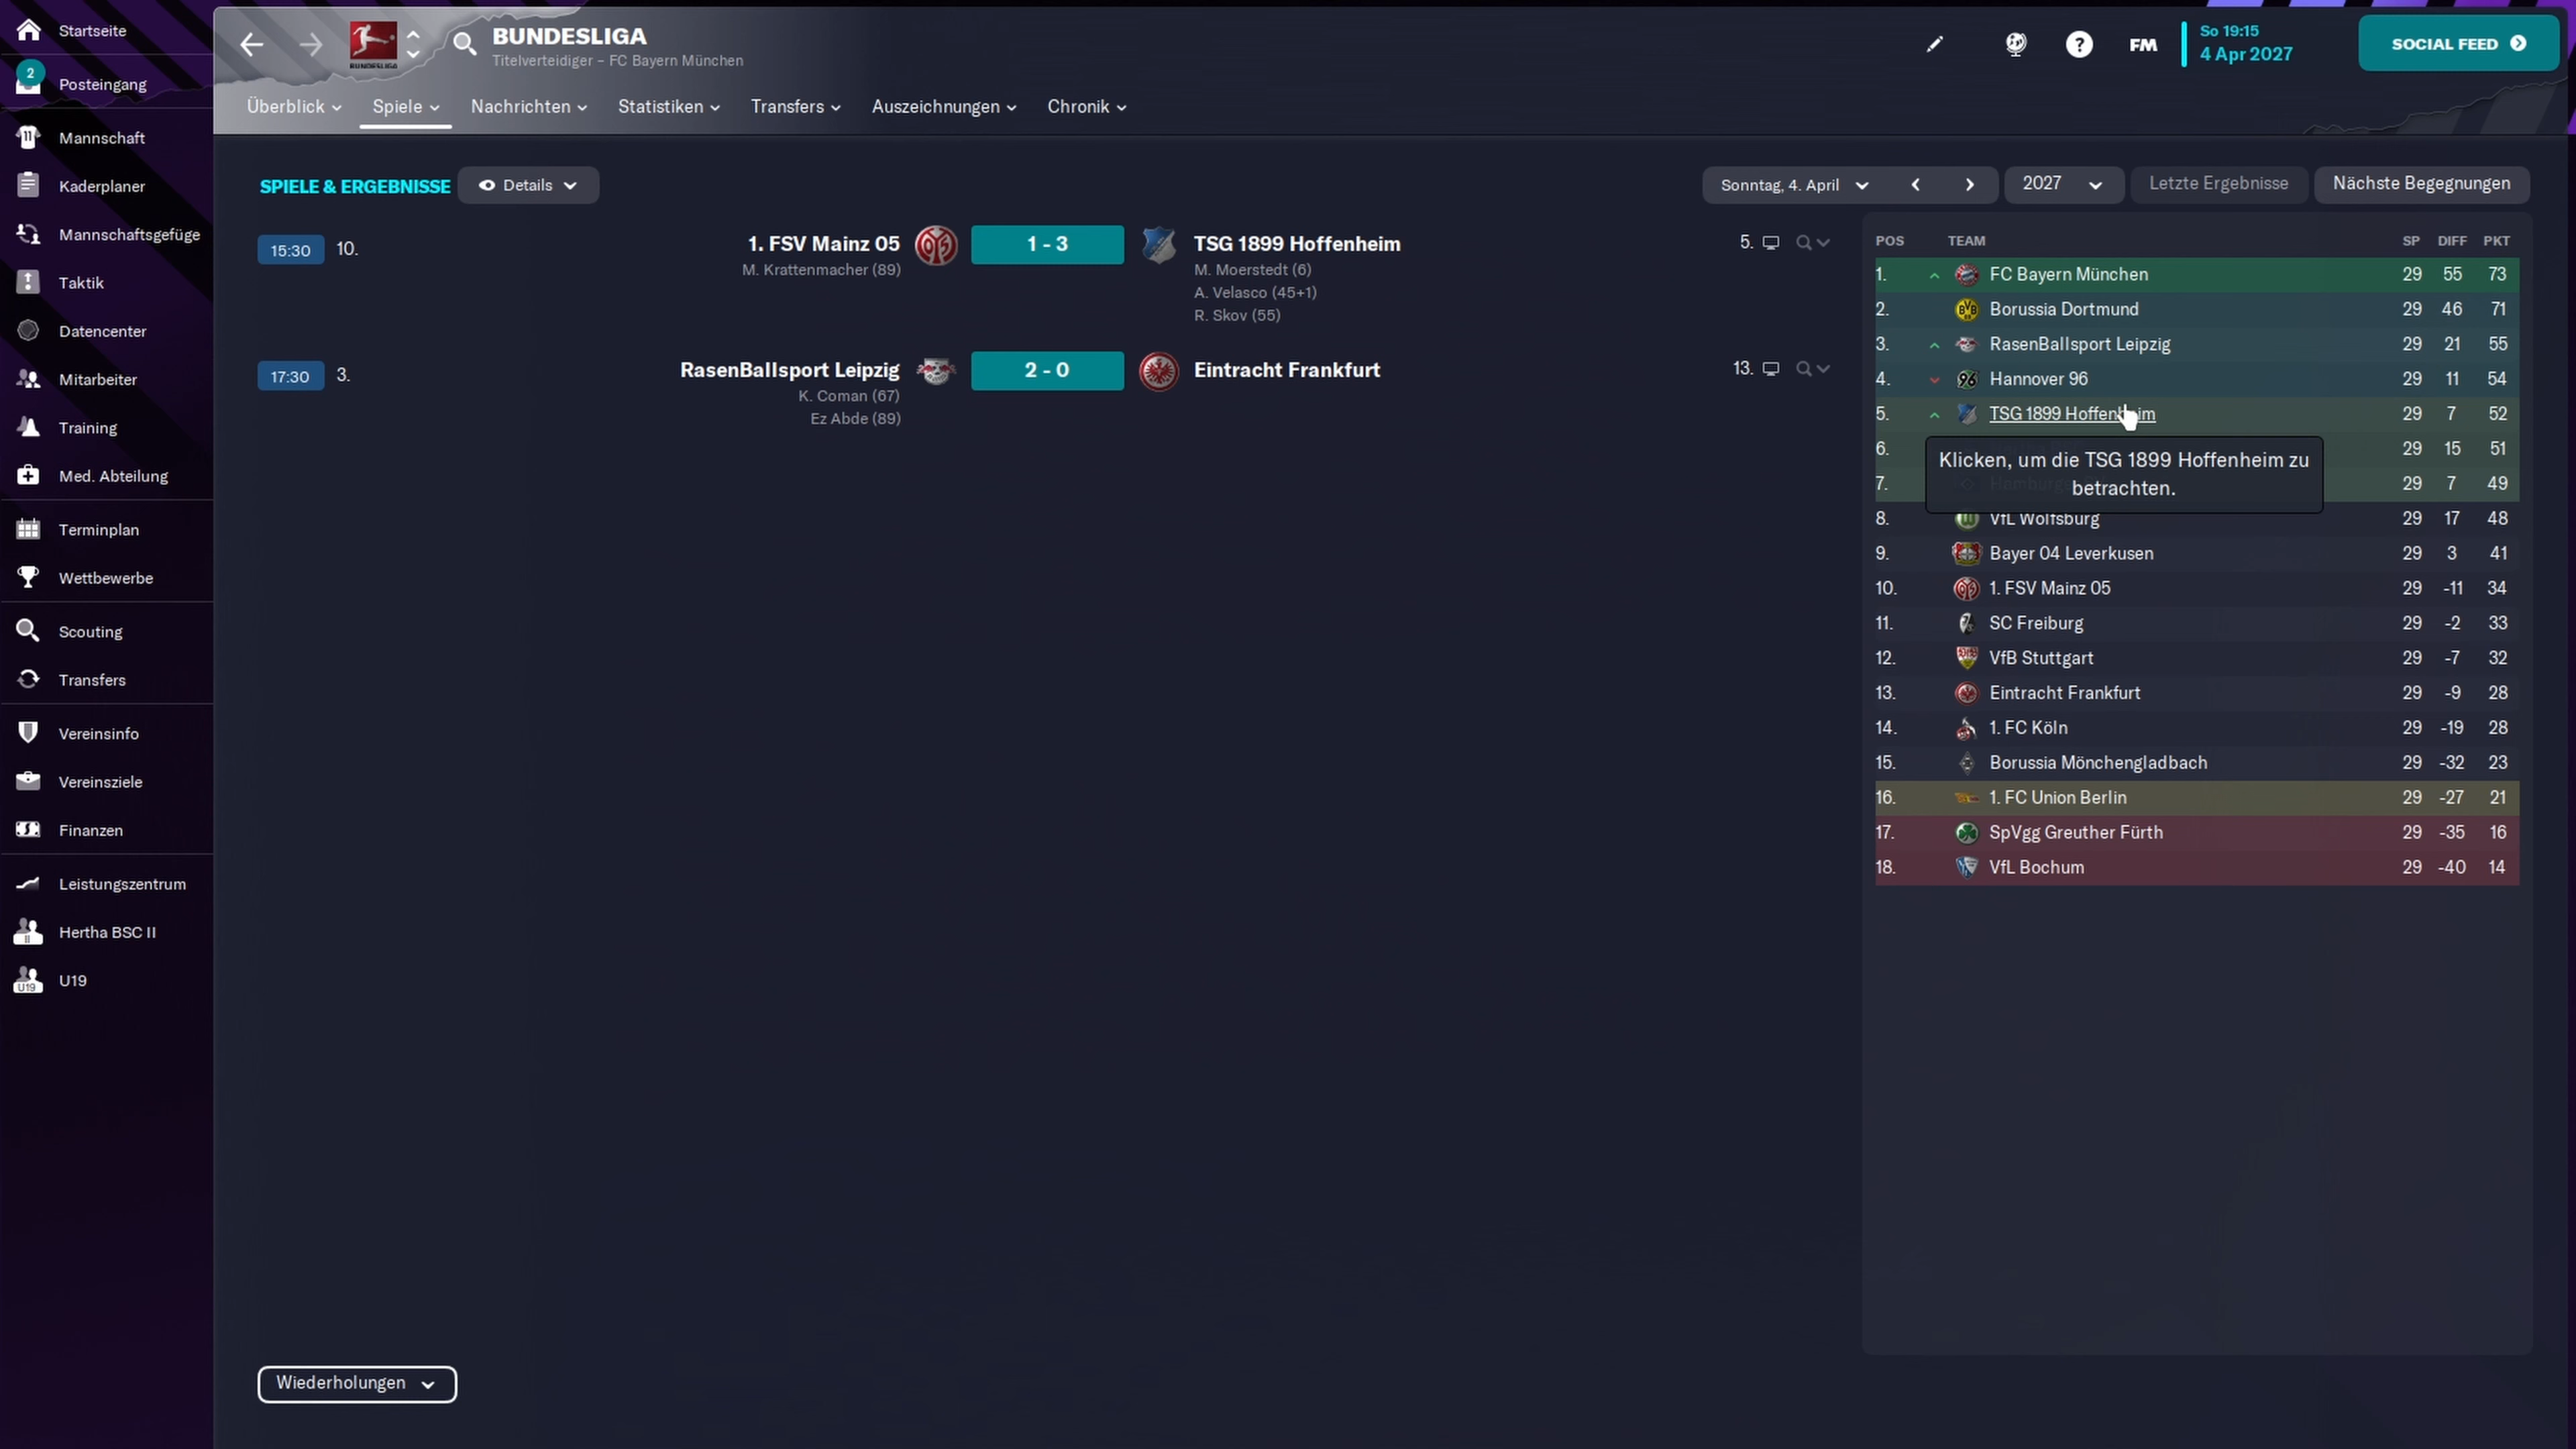 Startseite
2
Posteingang
Mannschaft
Kaderplaner
Mannschaftsgefüge
Taktik
Datencenter
Mitarbeiter
Training
Med. Abteilung
Terminplan
Wettbewerbe
Scouting
Transfers
Vereinsinfo
Vereinsziele
Finanzen
Leistungszentrum
Hertha BSC II
U19
BUNDESLIGA
Titelverteidiger – FC Bayern München
FM
So 19:15
4 Apr 2027
SOCIAL FEED
Überblick Spiele Nachrichten Statistiken Transfers Auszeichnungen Chronik
SPIELE & ERGEBNISSE Details
Sonntag, 4. April 2027 Letzte Ergebnisse Nächste Begegnungen
15:30 10. 1. FSV Mainz 05 1 - 3 TSG 1899 Hoffenheim 5.
M. Krattenmacher (89) M. Moerstedt (6)
A. Velasco (45+1)
R. Skov (55)
17:30 3. RasenBallsport Leipzig 2 - 0 Eintracht Frankfurt 13.
K. Coman (67)
Ez Abde (89)
POS TEAM SP DIFF PKT
1. FC Bayern München 29 55 73
2. Borussia Dortmund 29 46 71
3. RasenBallsport Leipzig 29 21 55
4. Hannover 96 29 11 54
5. TSG 1899 Hoffenheim 29 7 52
6. 29 15 51
Klicken, um die TSG 1899 Hoffenheim zu
betrachten.
7. 29 7 49
8. VfL Wolfsburg 29 17 48
9. Bayer 04 Leverkusen 29 3 41
10. 1. FSV Mainz 05 29 -11 34
11. SC Freiburg 29 -2 33
12. VfB Stuttgart 29 -7 32
13. Eintracht Frankfurt 29 -9 28
14. 1. FC Köln 29 -19 28
15. Borussia Mönchengladbach 29 -32 23
16. 1. FC Union Berlin 29 -27 21
17. SpVgg Greuther Fürth 29 -35 16
18. VfL Bochum 29 -40 14
Wiederholungen